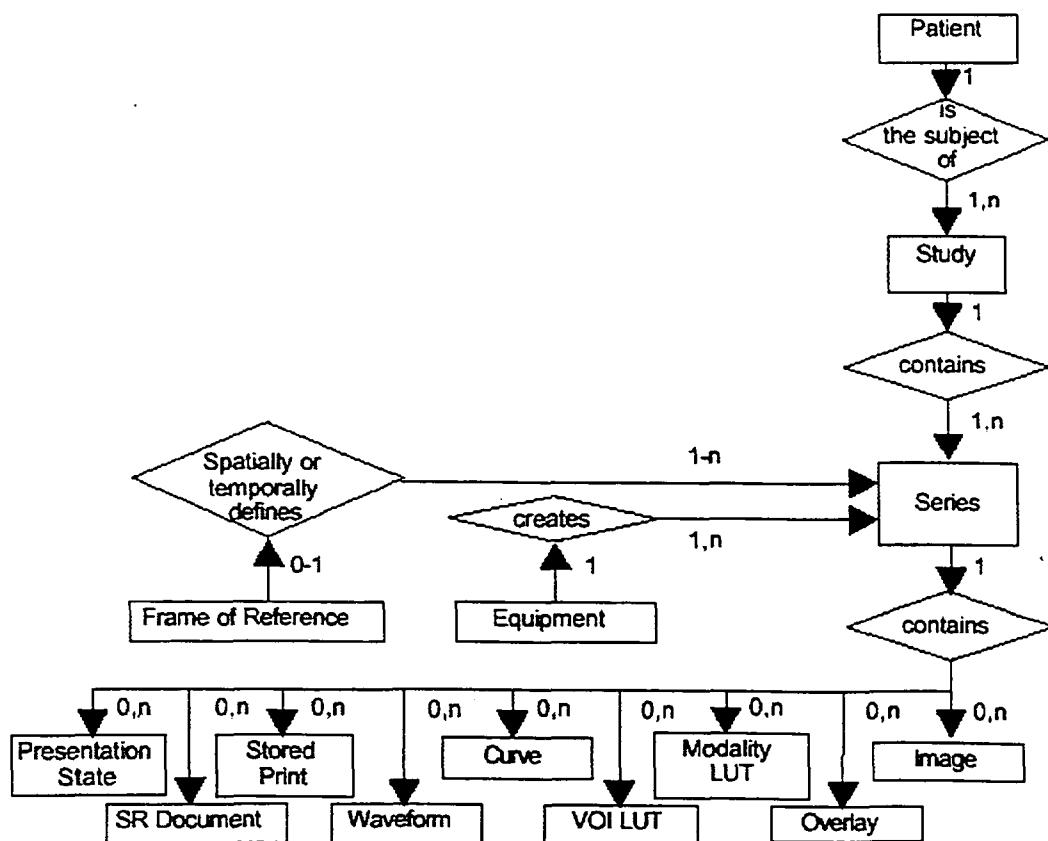 Patient
1
is
the subject
of
1,n
Study
1
contains
1,n
Spatially or
temporally
defines
1-n
Series
creates
1,n
0-1
1
1
Frame of Reference
Equipment
contains
0,n
0,n
0,n
0,n
0,n
0,n
0,n
0,n
0,n
Presentation
State
Stored
Print
Curve
Modality
LUT
Image
SR Document
Waveform
VOI LUT
Overlay